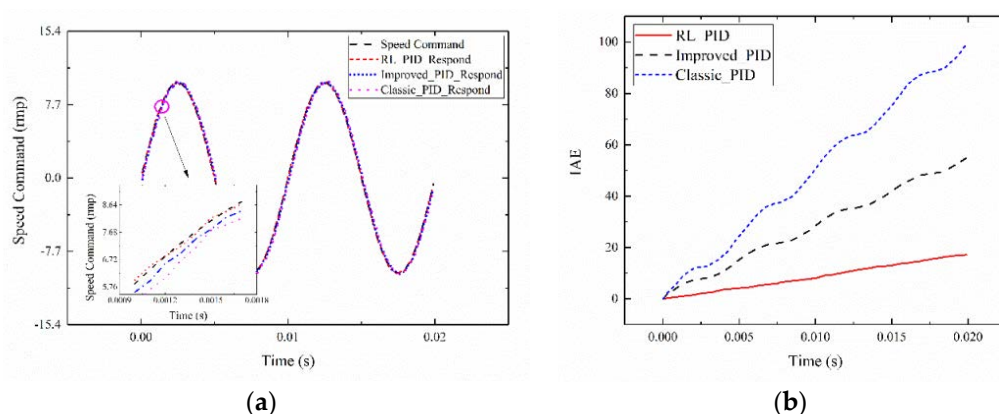 15.4
7.7
0.0
-7.7
-15.4
Speed Command (rmp)
Speed Command
RL_PID_Respond
Improved_PID_Respond
Classic_PID_Respond
8.64
7.68
6.72
5.76
Speed Command (rmp)
0.0009 0.0012 0.0015 0.0018
Time (s)
0.00 0.01 0.02
Time (s)
(a)
100
80
60
40
20
0
IAE
RL_PID
Improved_PID
Classic_PID
0.000 0.005 0.010 0.015 0.020
Time (s)
(b)